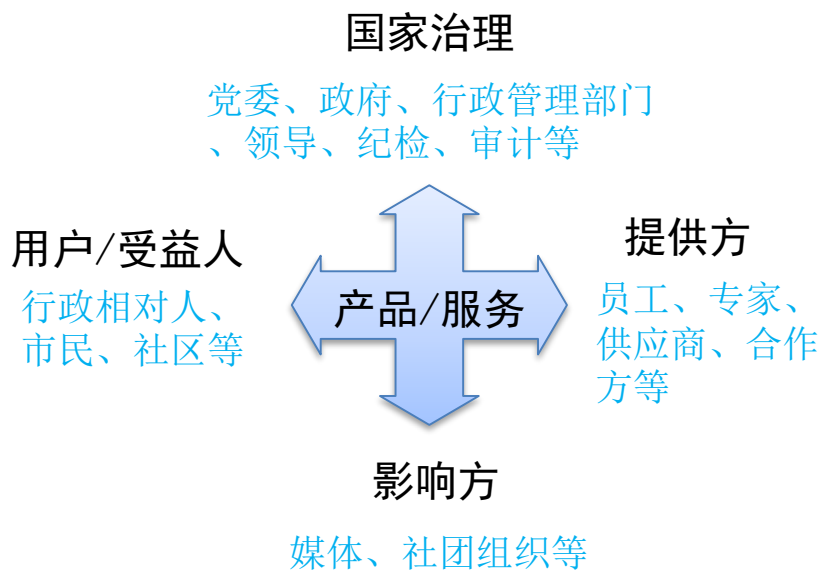 国家治理
党委、政府、行政管理部门
、领导、纪检、审计等
用户/受益人
行政相对人、
市民、社区等
产品/服务
提供方
员工、专家、
供应商、合作
方等
影响方
媒体、社团组织等